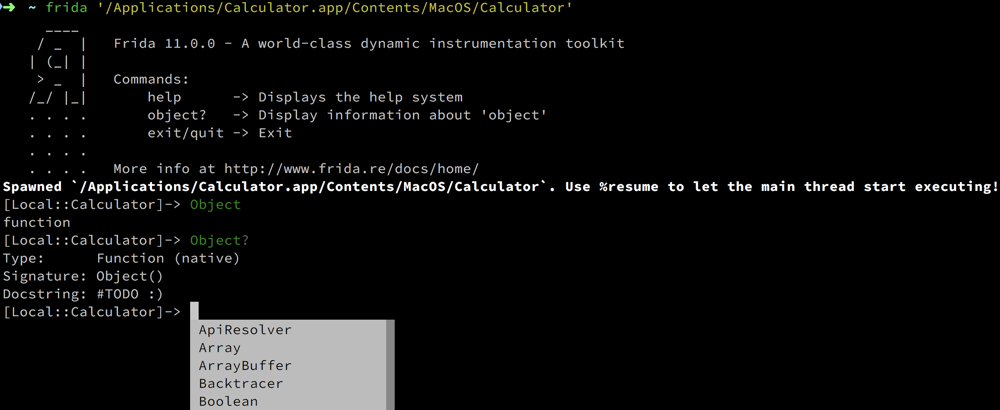 ➜  ~ frida '/Applications/Calculator.app/Contents/MacOS/Calculator'
     ____
    / _  |   Frida 11.0.0 - A world-class dynamic instrumentation toolkit
   | (_| |
    > _  |   Commands:
   /_/ |_|       help      -> Displays the help system
   . . . .       object?   -> Display information about 'object'
   . . . .       exit/quit -> Exit
   . . . .
   . . . .   More info at http://www.frida.re/docs/home/
Spawned `/Applications/Calculator.app/Contents/MacOS/Calculator`. Use %resume to let the main thread start executing!
[Local::Calculator]-> Object
function
[Local::Calculator]-> Object?
Type:      Function (native)
Signature: Object()
Docstring: #TODO :)
[Local::Calculator]->
ApiResolver
Array
ArrayBuffer
Backtracer
Boolean